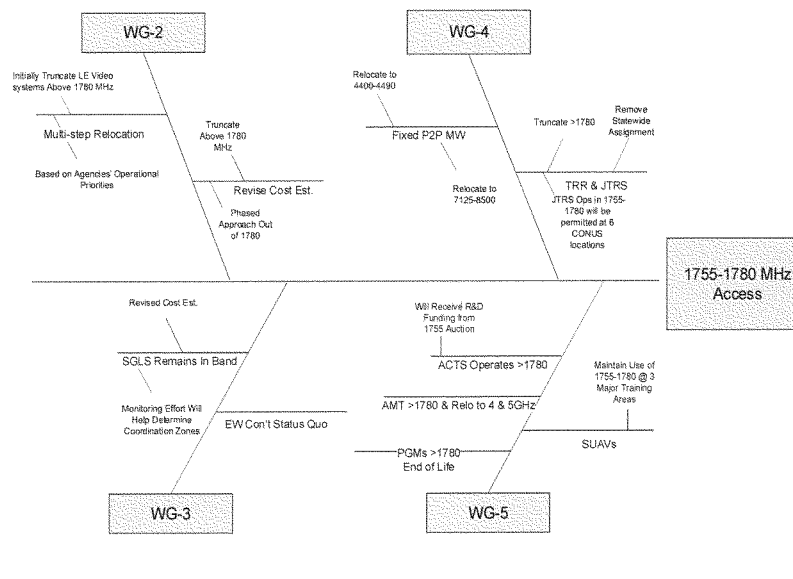 WG-2
WG-4
Initially Truncate LE Video
systems Above 1780 MHz
Multi-step Relocation
Based on Agencies' Operational
Priorities
Truncate
Above 1780
MHz
Revise Cost Est.
Phased
Approach Out
of 1780
Relocate to
4400-4490
Fixed P2P MW
Relocate to
7125-8500
Truncate >1780
Remove
Statewide
Assignment
TRR & JTRS
JTRS Ops in 1755-
1780 will be
permitted at 6
CONUS
locations
1755-1780 MHz
Access
Revised Cost Est.
SGLS Remains In Band
Monitoring Effort Will
Help Determine
Coordination Zones
EW Con't Status Quo
Will Receive R&D
Funding from
1755 Auction
ACTS Operates >1780
AMT >1780 & Relo to 4 & 5GHz
PGMs >1780
End of Life
Maintain Use of
1755-1780 @ 3
Major Training
Areas
SUAVs
WG-3
WG-5